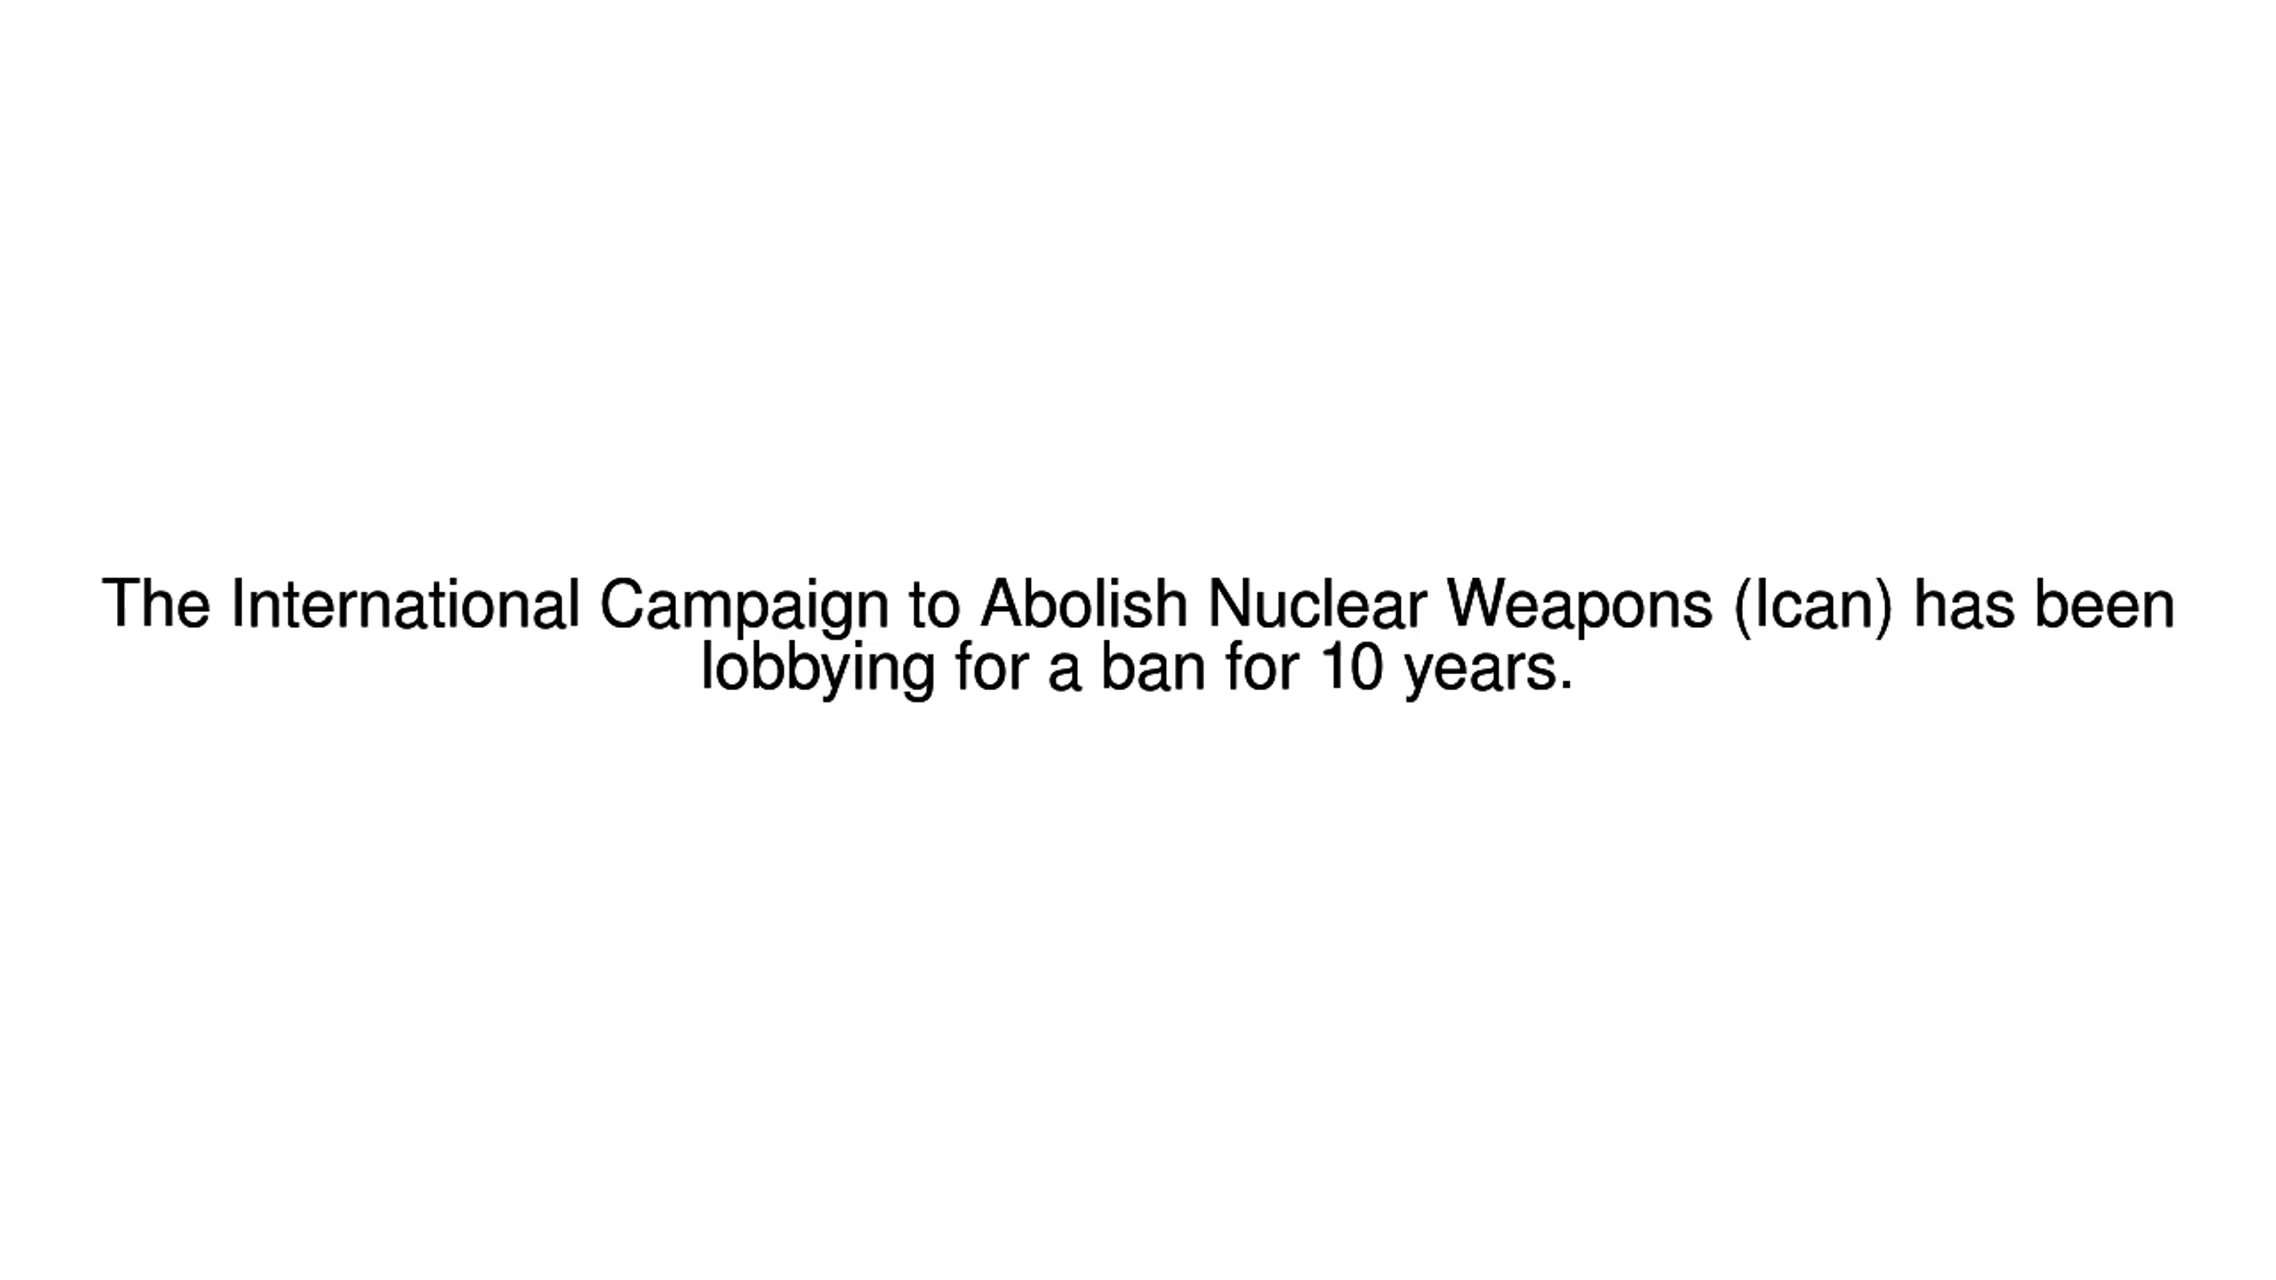 The International Campaign to Abolish Nuclear Weapons (Ican) has been
lobbying for a ban for 10 years.